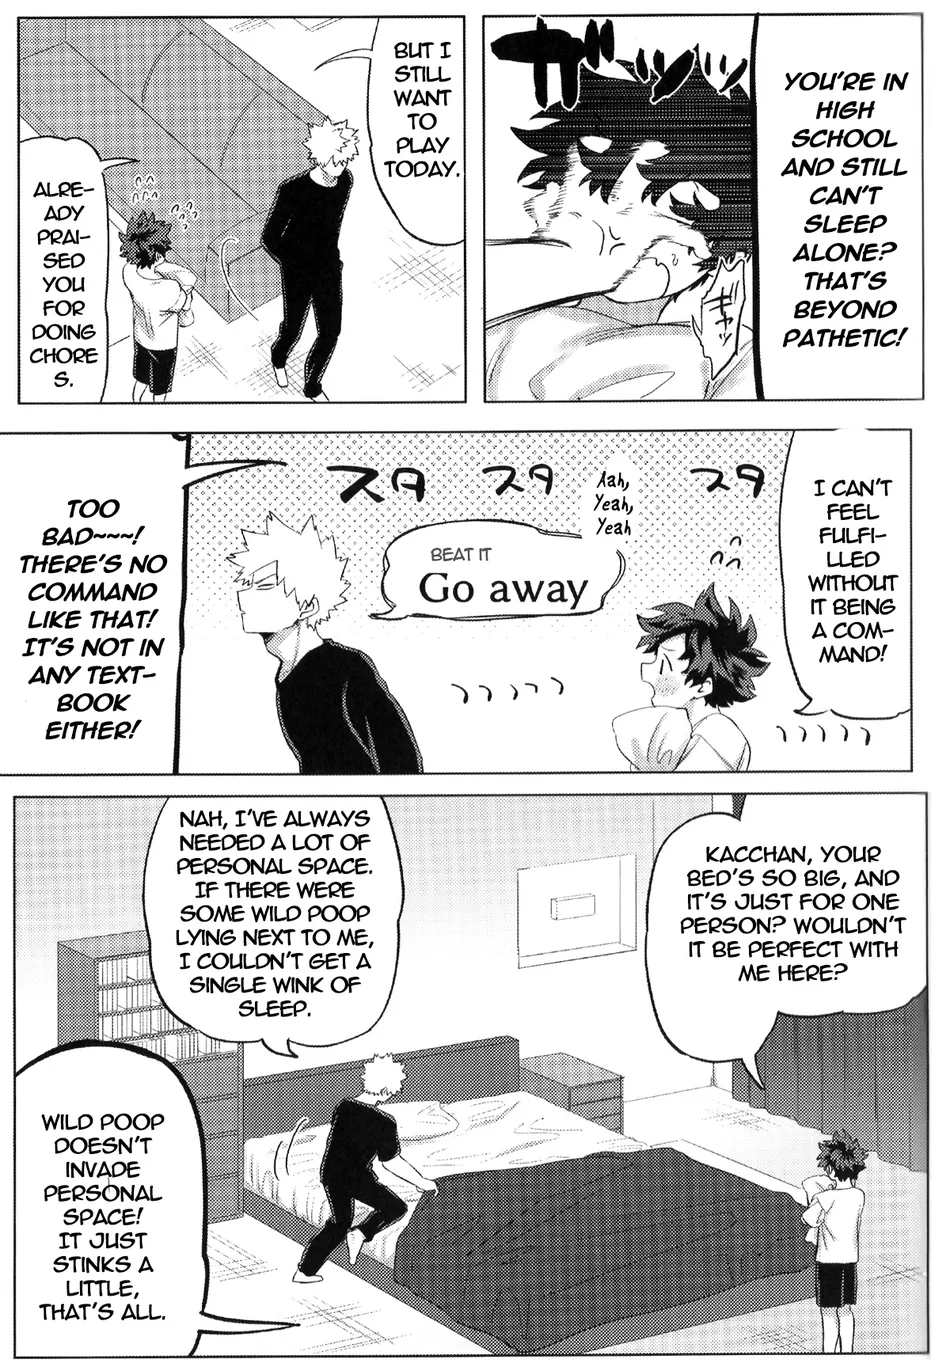 YOU'RE IN
HIGH
SCHOOL
AND STILL
CAN'T
SLEEP
ALONE?
THAT'S
BEYOND
PATHETIC!
ガッッ
BUT I
STILL
WANT
TO
PLAY
TODAY.
ALRE-
ADY
PRAI-
SED
YOU
FOR
DOING
CHORE
S.
I CAN'T
FEEL
FULFI-
LLED
WITHOUT
IT BEING
A COM-
MAND!
スタ
スタ
スタ
Aah,
Yeah,
Yeah
BEAT IT
Go away
TOO
BAD~~~!
THERE'S NO
COMMAND
LIKE THAT!
IT'S NOT IN
ANY TEXT-
BOOK
EITHER!
KACCHAN, YOUR
BED'S SO BIG, AND
IT'S JUST FOR ONE
PERSON? WOULDN'T
IT BE PERFECT WITH
ME HERE?
NAH, I'VE ALWAYS
NEEDED A LOT OF
PERSONAL SPACE.
IF THERE WERE
SOME WILD POOP
LYING NEXT TO ME,
I COULDN'T GET A
SINGLE WINK OF
SLEEP.
WILD POOP
DOESN'T
INVADE
PERSONAL
SPACE!
IT JUST
STINKS A
LITTLE,
THAT'S ALL.